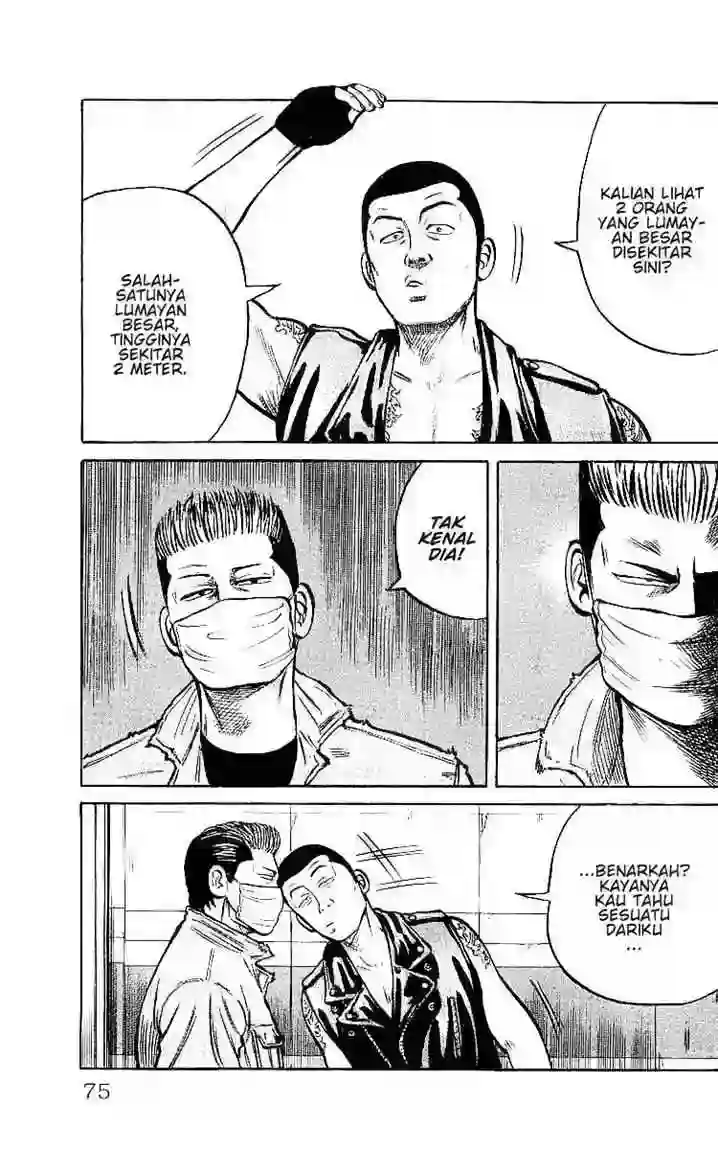 KALIAN LIHAT
2 ORANG
YANG LUMAY-
AN BESAR
DISEKITAR
SINI?
SALAH-
SATUNYA
LUMAYAN
BESAR,
TINGGINYA
SEKITAR
2 METER.
TAK
KENAL
DIA!
...BENARKAH?
KAYANYA
KAU TAHU
SESUATU
DARIKU
...
75